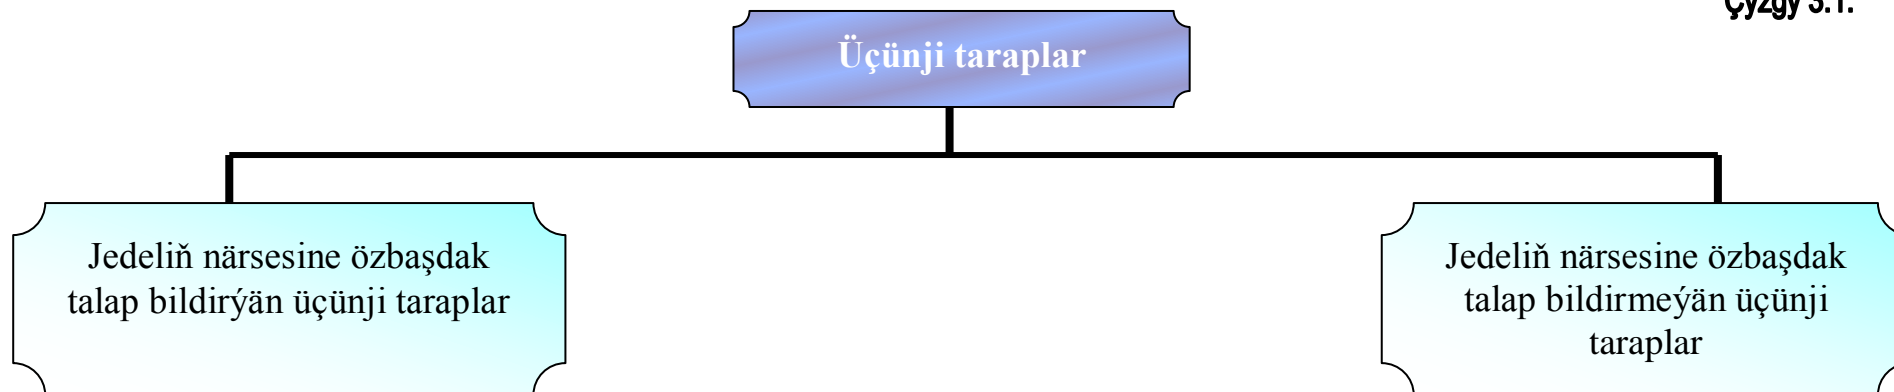 Çyzgy 3.1.
Üçünji taraplar
Jedeliň närsesine özbaşdak
talap bildirýän üçünji taraplar
Jedeliň närsesine özbaşdak
talap bildirmeýän üçünji
taraplar